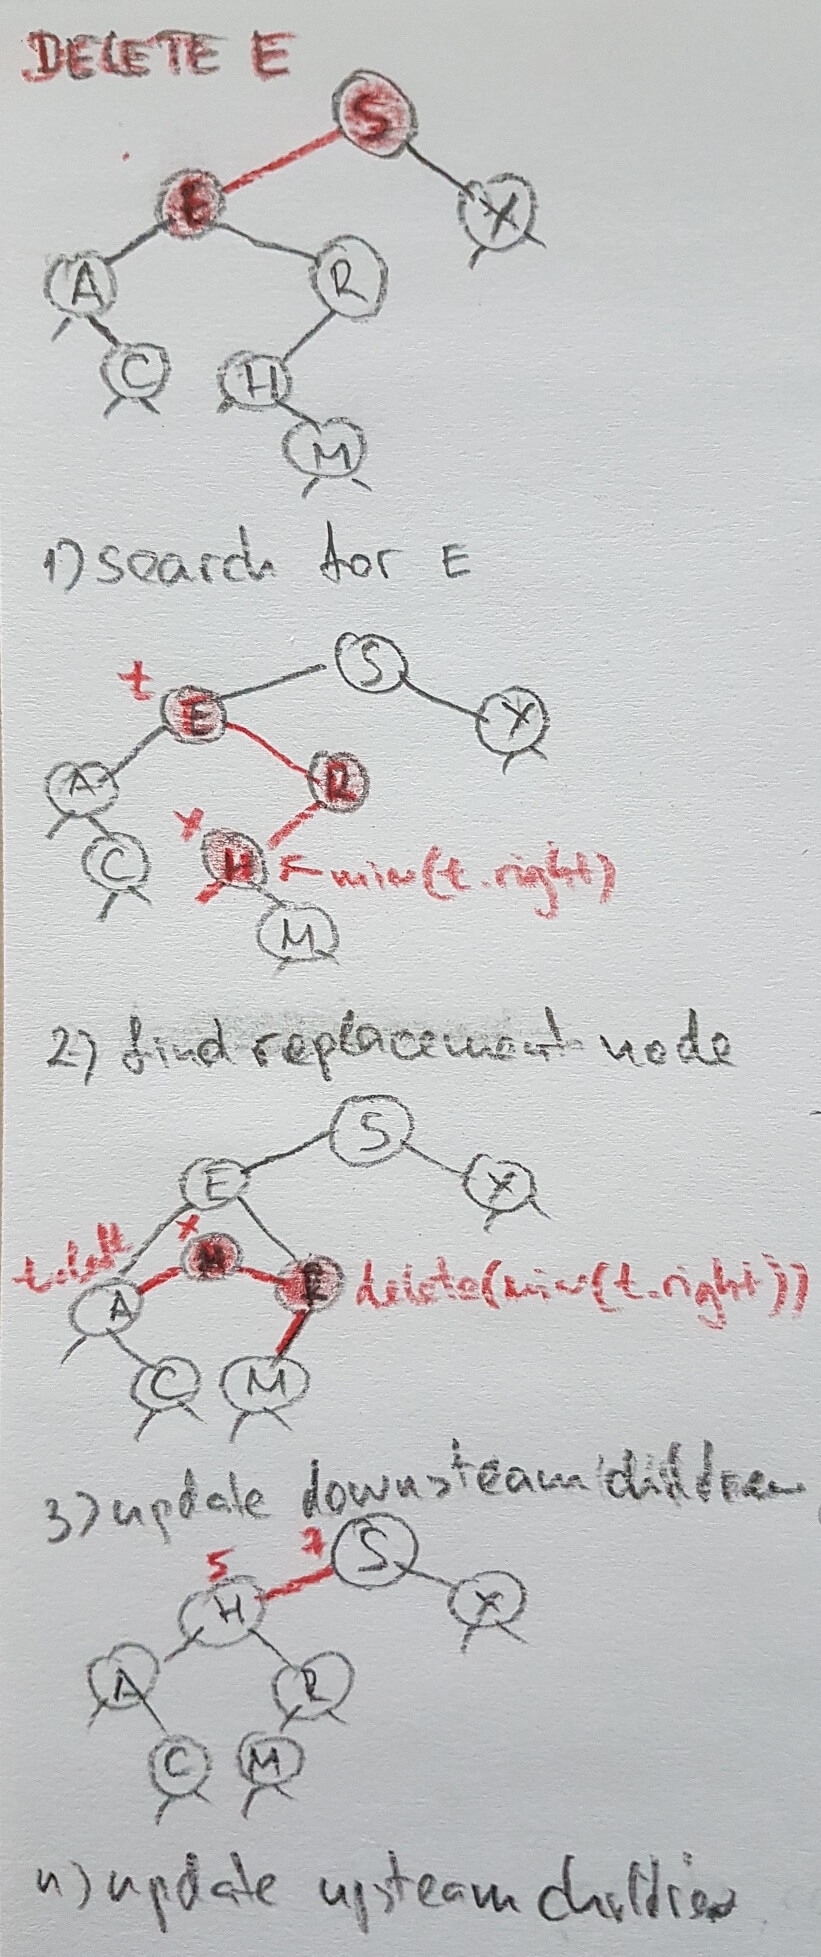 DELETE E
S
E
X
A
R
C
H
M
1) search for E
S
t
E
X
A
R
x
C
H
←min(t.right)
M
2) find replacement node
S
E
X
x
t.left
H
R
delete(min(t.right))
A
C
M
3) update downsteam children
7
S
5
H
X
A
R
C
M
4) update upsteam children